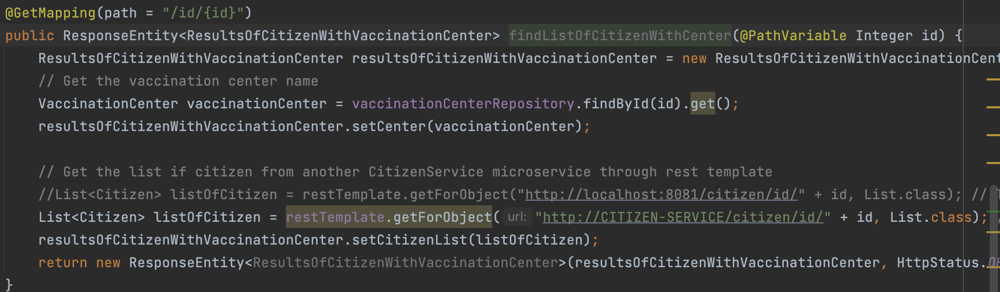 @GetMapping(path = "/id/{id}")
public ResponseEntity<ResultsOfCitizenWithVaccinationCenter> findListOfCitizenWithCenter(@PathVariable Integer id) {
ResultsOfCitizenWithVaccinationCenter resultsOfCitizenWithVaccinationCenter = new ResultsOfCitizenWithVaccinationCent
// Get the vaccination center name
VaccinationCenter vaccinationCenter = vaccinationCenterRepository.findById(id).get();
resultsOfCitizenWithVaccinationCenter.setCenter(vaccinationCenter);
// Get the list if citizen from another CitizenService microservice through rest template
//List<Citizen> listOfCitizen = restTemplate.getForObject("http://localhost:8081/citizen/id/" + id, List.class); //
List<Citizen> listOfCitizen = restTemplate.getForObject( url: "http://CITIZEN-SERVICE/citizen/id/" + id, List.class);
resultsOfCitizenWithVaccinationCenter.setCitizenList(listOfCitizen);
return new ResponseEntity<ResultsOfCitizenWithVaccinationCenter>(resultsOfCitizenWithVaccinationCenter, HttpStatus.OK
}